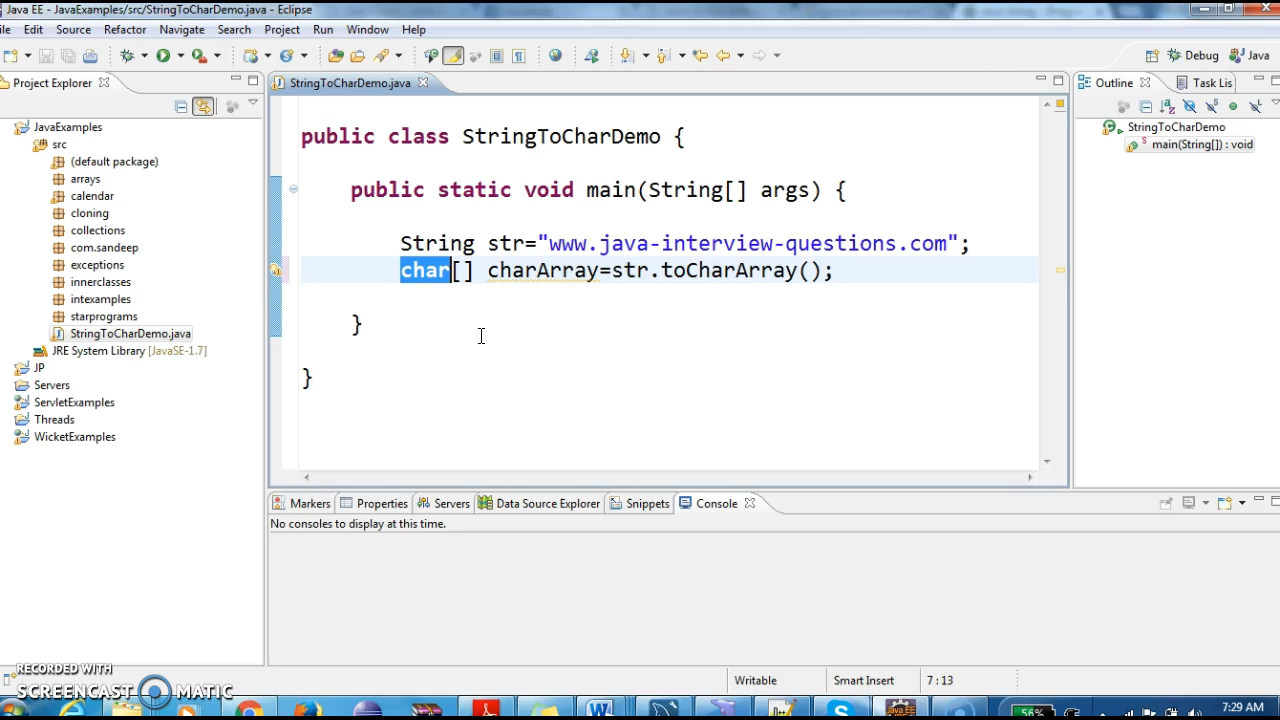 Java EE - JavaExamples/src/StringToCharDemo.java - Eclipse
File Edit Source Refactor Navigate Search Project Run Window Help
Debug Java
Project Explorer
StringToCharDemo.java
Outline Task Lis
JavaExamples
src
(default package)
arrays
calendar
cloning
collections
com.sandeep
exceptions
innerclasses
intexamples
starprograms
StringToCharDemo.java
JRE System Library [JavaSE-1.7]
JP
Servers
ServletExamples
Threads
WicketExamples
public class StringToCharDemo {
public static void main(String[] args) {
String str="www.java-interview-questions.com";
char[] charArray=str.toCharArray();
}
}
StringToCharDemo
main(String[]) : void
Markers Properties Servers Data Source Explorer Snippets Console
No consoles to display at this time.
Writable Smart Insert 7 : 13
RECORDED WITH
SCREENCAST MATIC
56%
7:29 AM